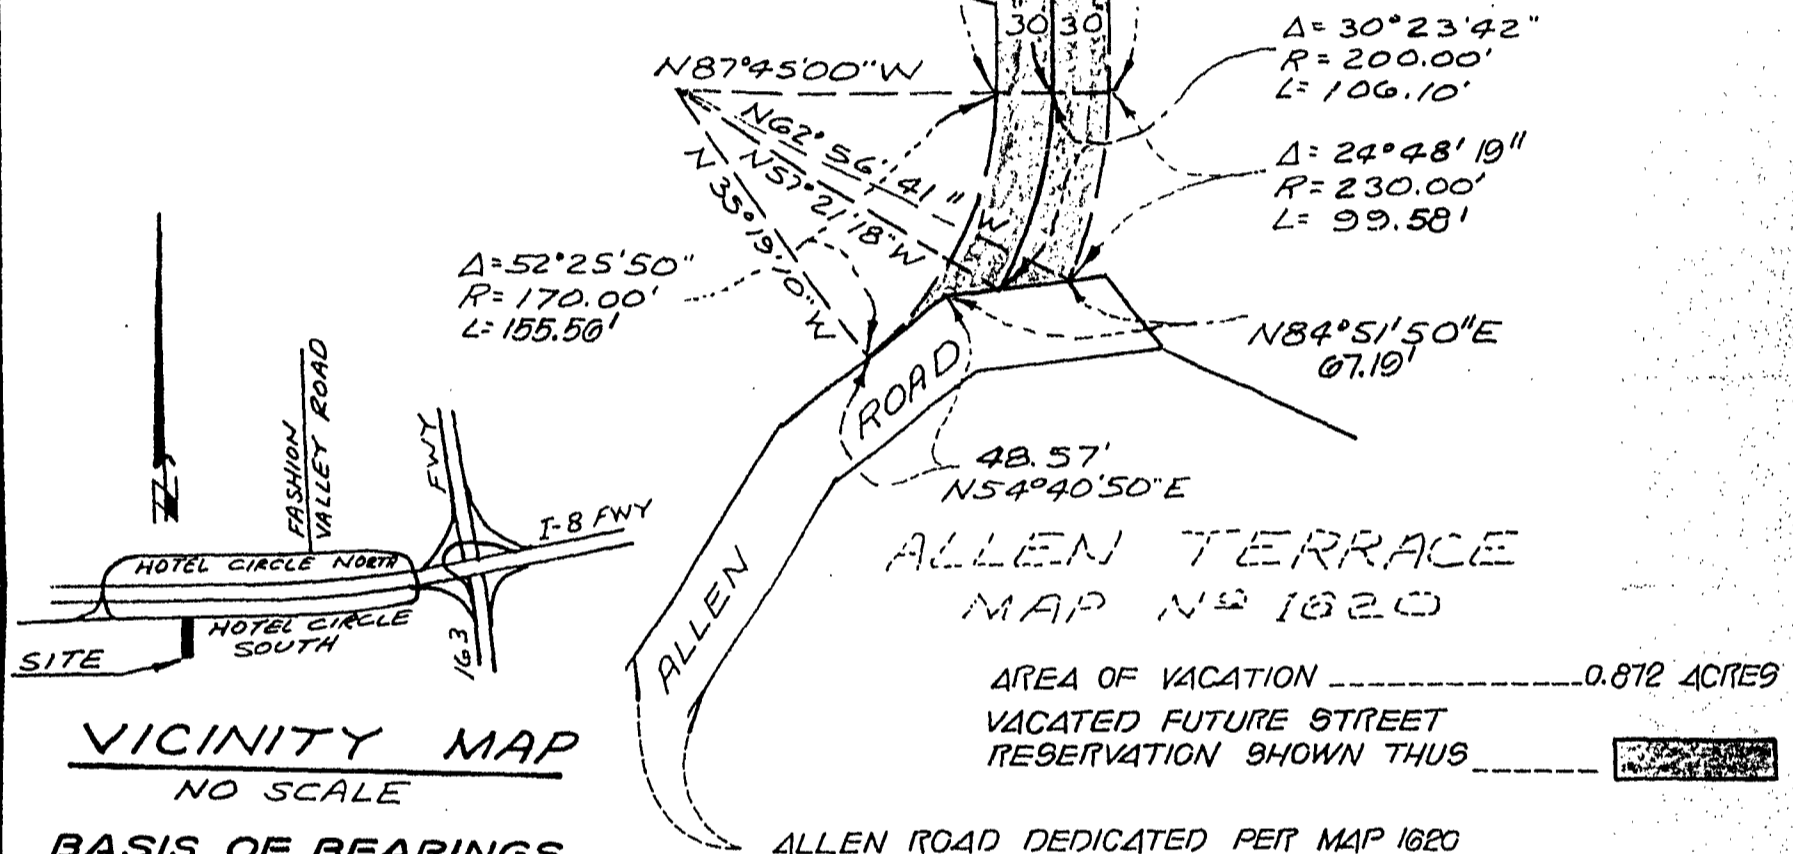 30 30
Δ= 30°23'42"
R= 200.00'
L= 106.10'
N87°45'00"W
N62°56'41"W
N57°21'18"W
N35°19'10"W
Δ= 24°48'19"
R= 230.00'
L= 99.58'
Δ=52°25'50"
R= 170.00'
L= 155.56'
N84°51'50"E
67.19'
ROAD
48.57'
N54°40'50"E
FASHION
VALLEY ROAD
FWY
I-8 FWY
HOTEL CIRCLE NORTH
HOTEL CIRCLE
SOUTH
163
SITE
ALLEN
ALLEN TERRACE
MAP Nº 1620
AREA OF VACATION 0.872 ACRES
VACATED FUTURE STREET
RESERVATION SHOWN THUS
VICINITY MAP
NO SCALE
BASIS OF BEARINGS
ALLEN ROAD DEDICATED PER MAP 1620